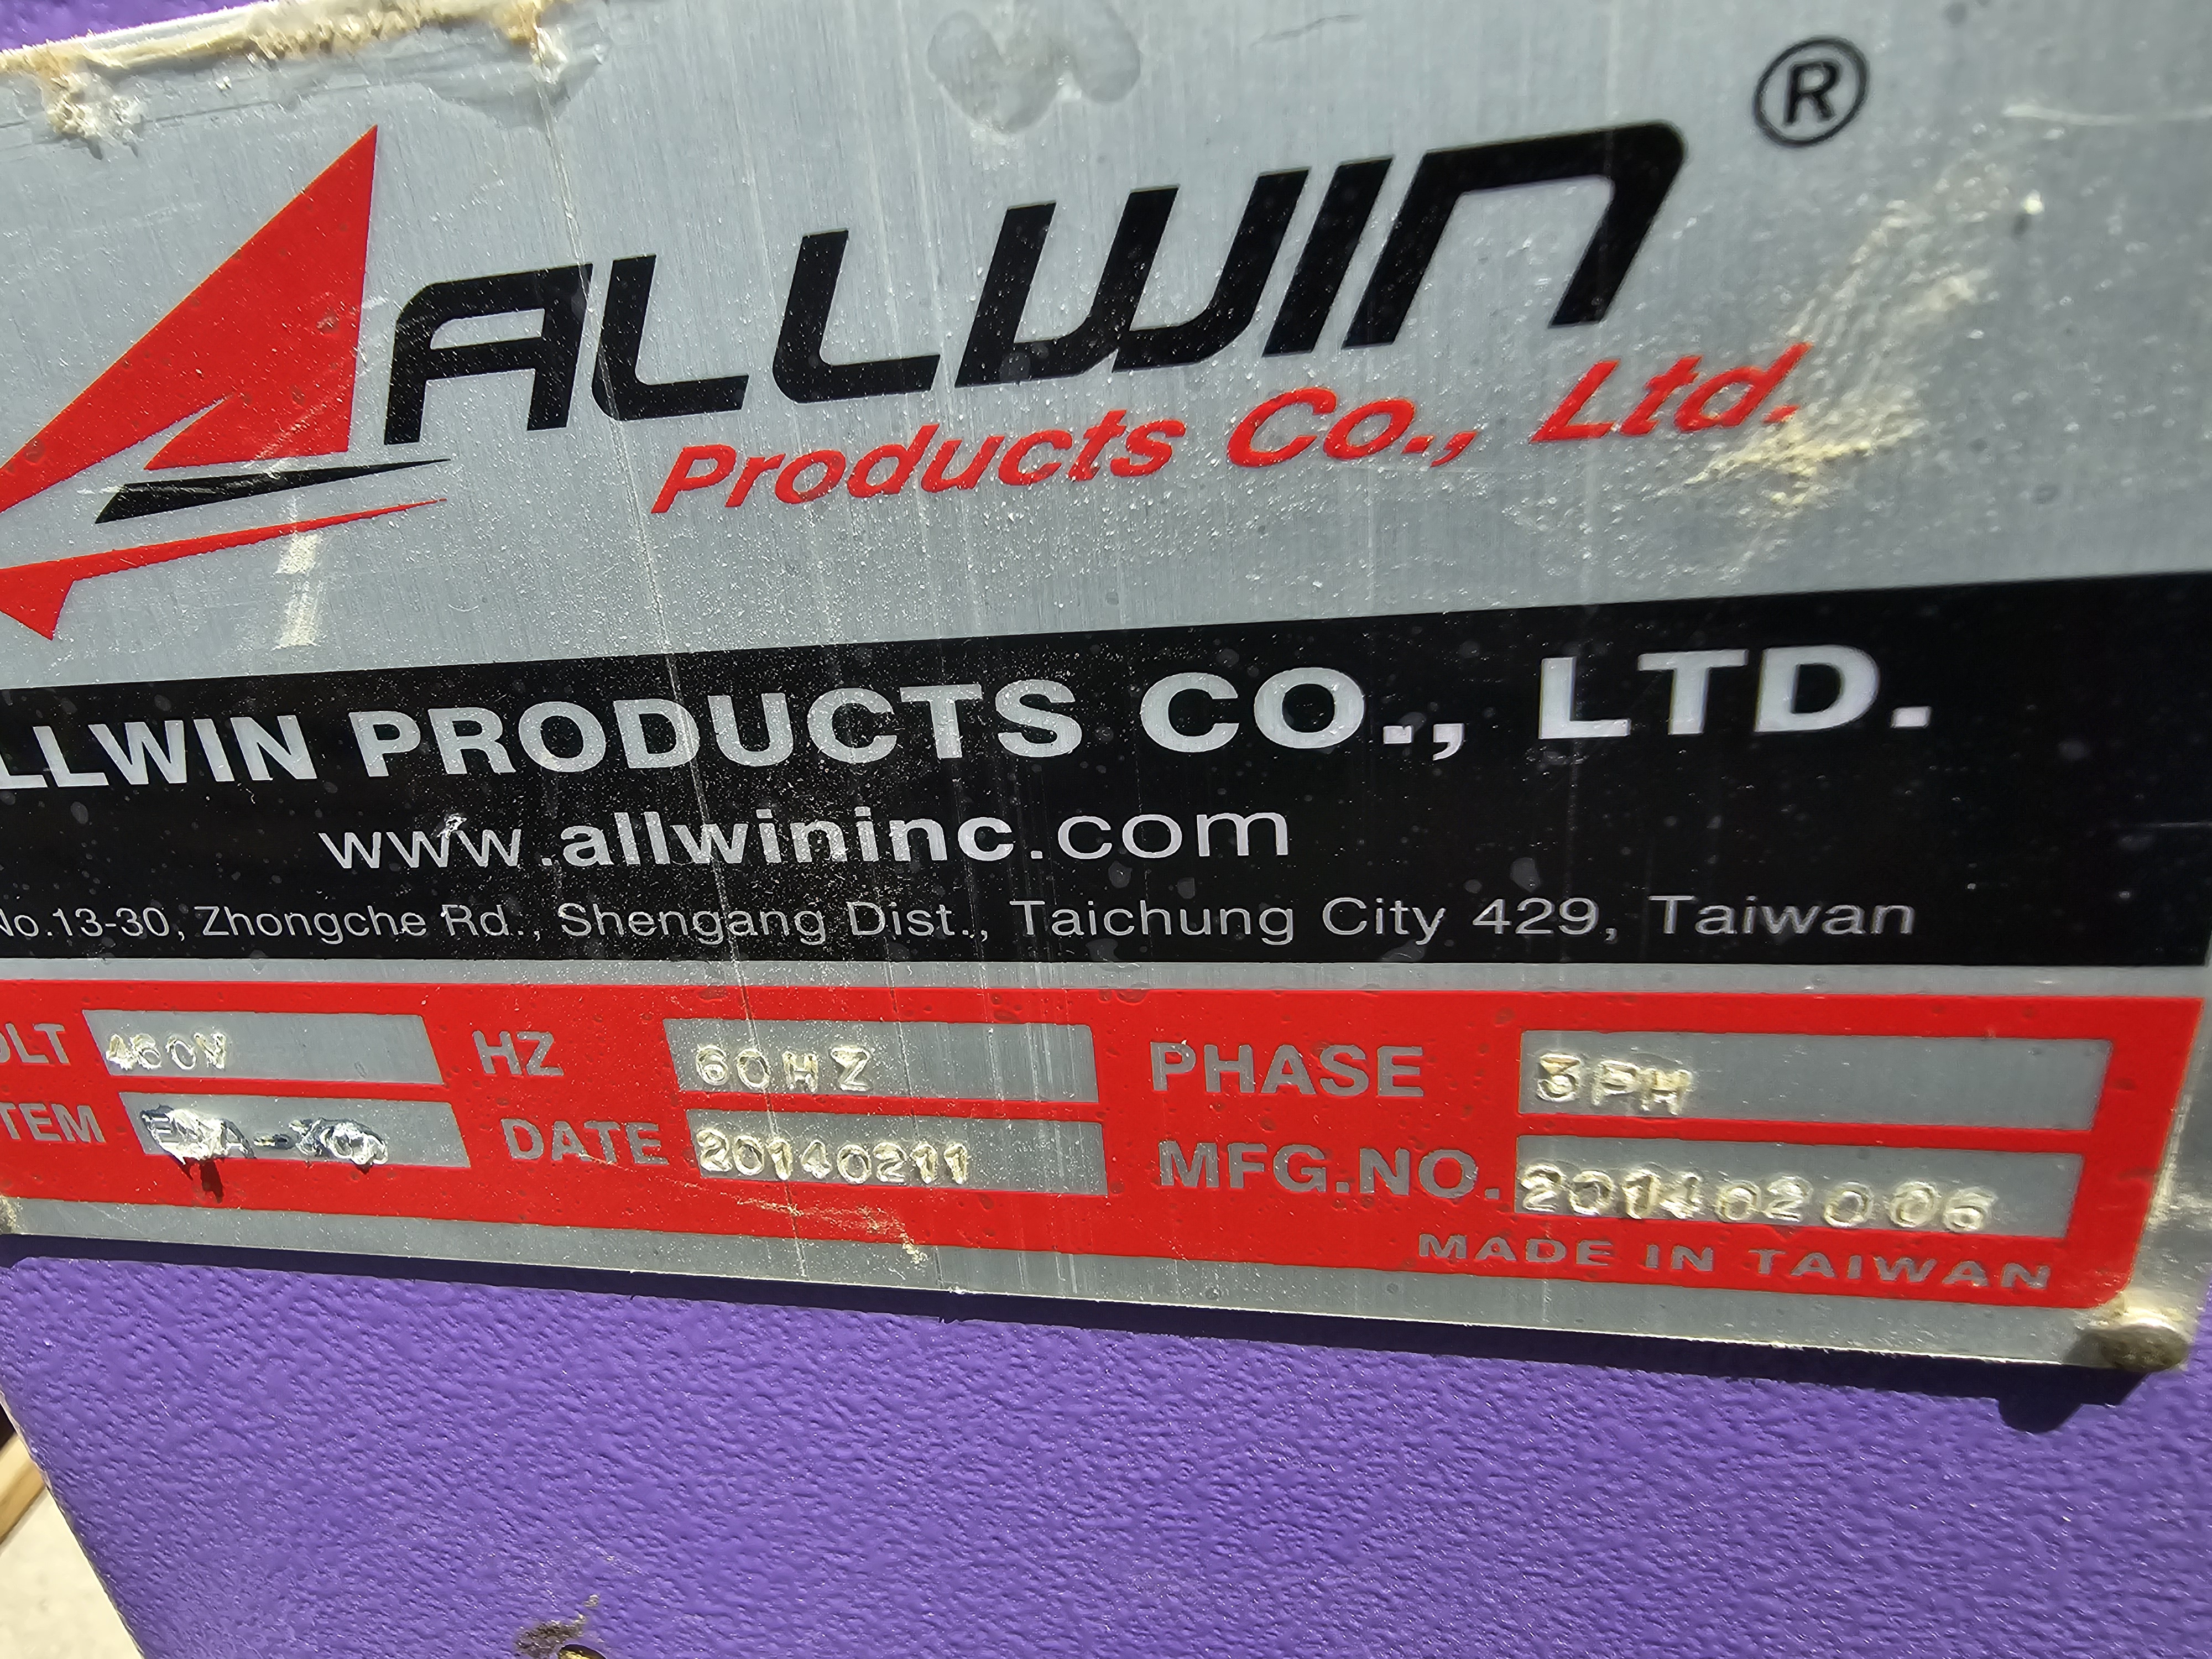 ®
ALLWIN
Products Co., Ltd.
LLWIN PRODUCTS CO., LTD.
www.allwininc.com
No.13-30, Zhongche Rd., Shengang Dist., Taichung City 429, Taiwan
OLT 460V HZ 60HZ PHASE 3PH
TEM DATE 20140211 MFG.NO. 201402006
MADE IN TAIWAN